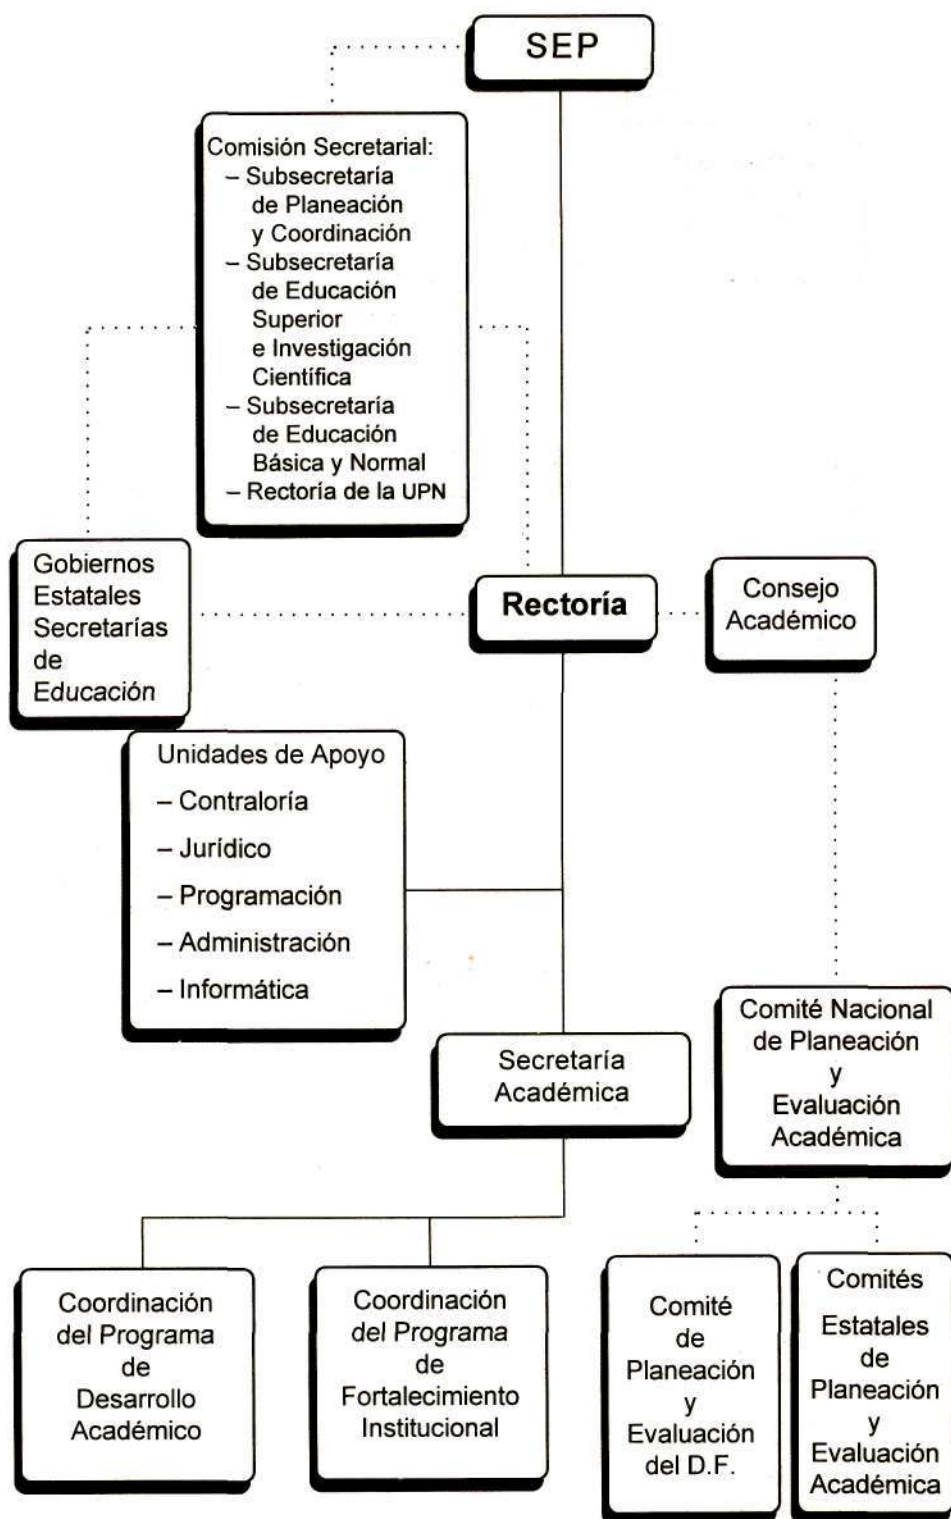 SEP
Comisión Secretarial:
– Subsecretaría
de Planeación
y Coordinación
– Subsecretaría
de Educación
Superior
e Investigación
Científica
– Subsecretaría
de Educación
Básica y Normal
– Rectoría de la UPN
Gobiernos
Estatales
Secretarías
de
Educación
Rectoría
Consejo
Académico
Unidades de Apoyo
– Contraloría
– Jurídico
– Programación
– Administración
– Informática
Comité Nacional
de Planeación
y
Evaluación
Académica
Secretaría
Académica
Coordinación
del Programa
de
Desarrollo
Académico
Coordinación
del Programa
de
Fortalecimiento
Institucional
Comité
de
Planeación
y
Evaluación
del D.F.
Comités
Estatales
de
Planeación
y
Evaluación
Académica